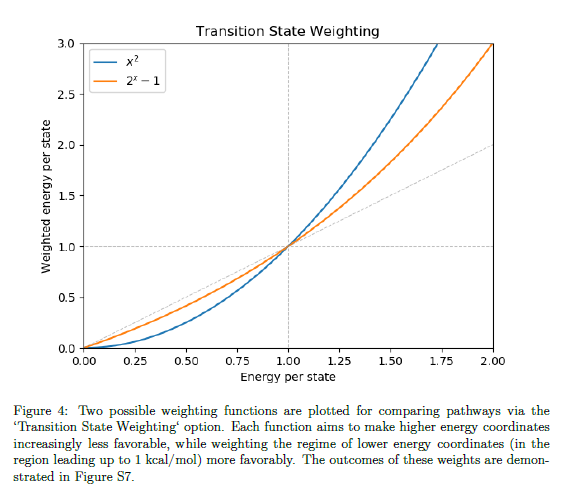 Transition State Weighting
3.0
2.5
2.0
1.5
1.0
0.5
0.0
x²
2ˣ − 1
Weighted energy per state
0.00 0.25 0.50 0.75 1.00 1.25 1.50 1.75 2.00
Energy per state
Figure 4: Two possible weighting functions are plotted for comparing pathways via the
‘Transition State Weighting‘ option. Each function aims to make higher energy coordinates
increasingly less favorable, while weighting the regime of lower energy coordinates (in the
region leading up to 1 kcal/mol) more favorably. The outcomes of these weights are demon-
strated in Figure S7.